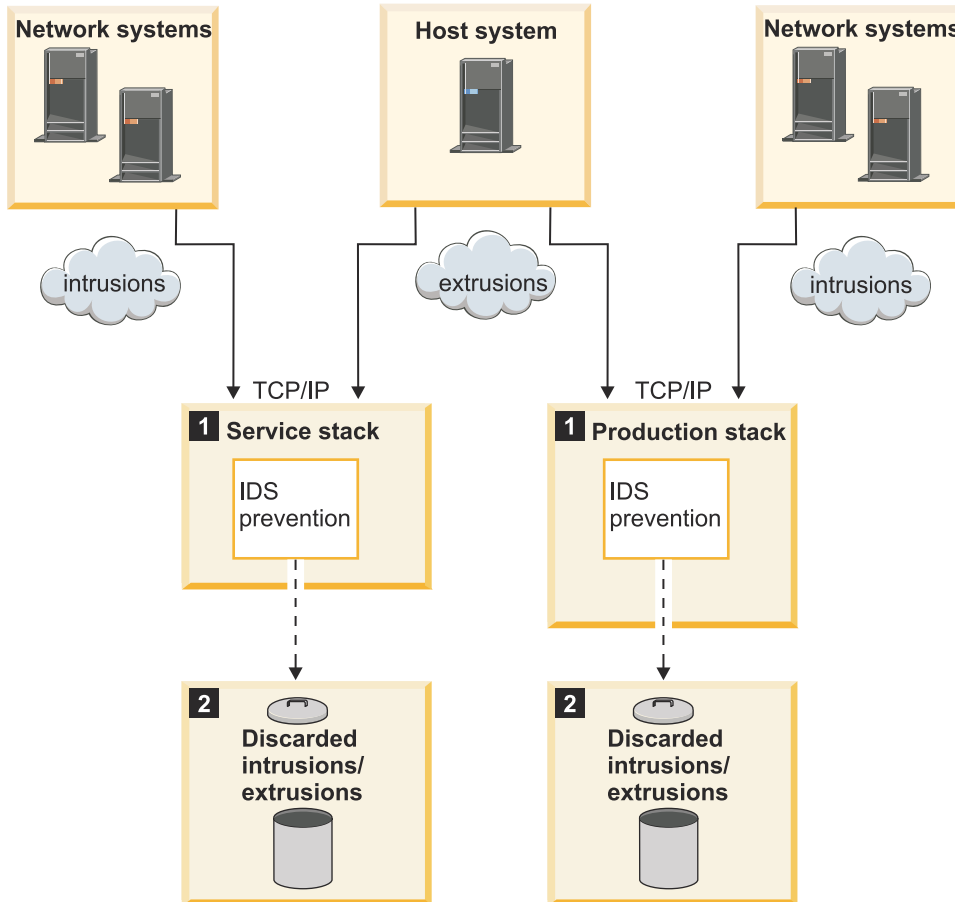 Network systems
Host system
Network systems
intrusions
extrusions
intrusions
TCP/IP
TCP/IP
1 Service stack
IDS
prevention
1 Production stack
IDS
prevention
2
Discarded
intrusions/
extrusions
2
Discarded
intrusions/
extrusions